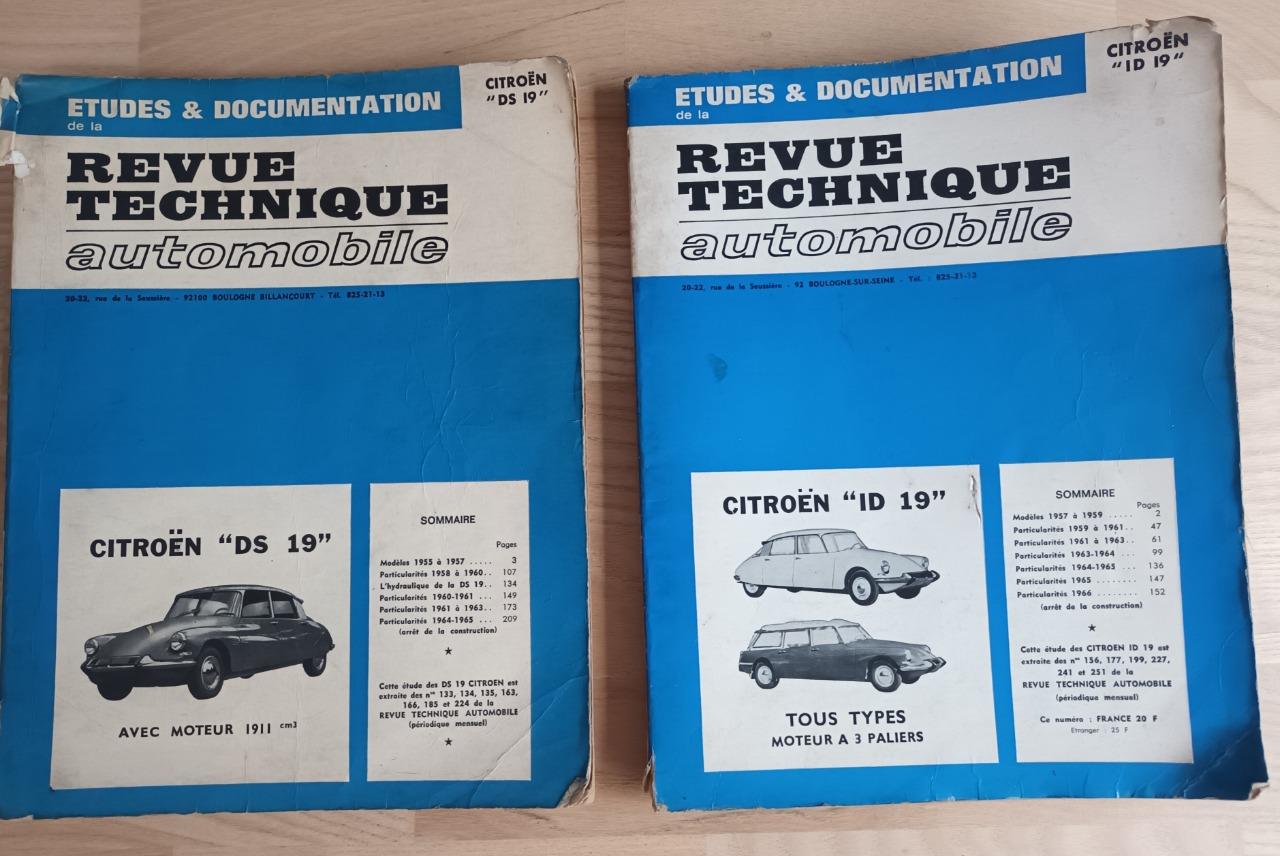 ETUDES & DOCUMENTATION
de la
CITROËN
"DS 19"
REVUE
TECHNIQUE
automobile
20-22, rue de la Saussière - 92100 BOULOGNE BILLANCOURT - Tél. 825-21-13
CITROËN "DS 19"
AVEC MOTEUR 1911 cm3
SOMMAIRE
Pages
Modèles 1955 à 1957 ..... 3
Particularités 1958 à 1960.. 107
L'hydraulique de la DS 19.. 134
Particularités 1960-1961 ... 149
Particularités 1961 à 1963.. 173
Particularités 1964-1965 ... 209
(arrêt de la construction)
★
Cette étude des DS 19 CITROEN est
extraite des nos 133, 134, 135, 163,
166, 185 et 224 de la
REVUE TECHNIQUE AUTOMOBILE
(périodique mensuel)
★
ETUDES & DOCUMENTATION
de la
CITROËN
"ID 19"
REVUE
TECHNIQUE
automobile
20-22, rue de la Saussière - 92 BOULOGNE-SUR-SEINE - Tél. : 825-21-13
CITROËN "ID 19"
TOUS TYPES
MOTEUR A 3 PALIERS
SOMMAIRE
Pages
Modèles 1957 à 1959 ..... 2
Particularités 1959 à 1961.. 47
Particularités 1961 à 1963.. 61
Particularités 1963-1964 ... 99
Particularités 1964-1965 ... 136
Particularités 1965 ........ 147
Particularités 1966 ........ 152
(arrêt de la construction)
★
Cette étude des CITROEN ID 19 est
extraite des nos 156, 177, 199, 227,
241 et 251 de la
REVUE TECHNIQUE AUTOMOBILE
(périodique mensuel)
Ce numéro : FRANCE 20 F
Etranger : 25 F